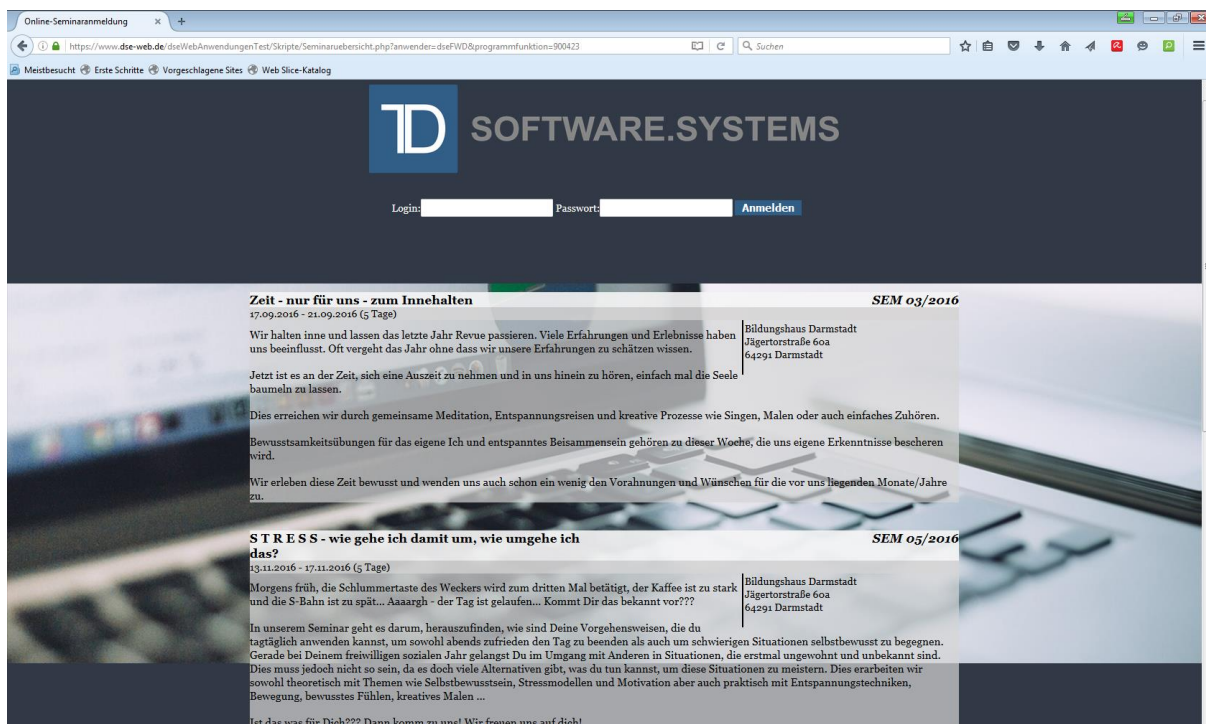 Online-Seminaranmeldung
https://www.dse-web.de/dseWebAnwendungenTest/Skripte/Seminaruebersicht.php?anwender=dseFWD&programmfunktion=900423
Suchen
Meistbesucht Erste Schritte Vorgeschlagene Sites Web Slice-Katalog
TD SOFTWARE.SYSTEMS
Login: Passwort: Anmelden
Zeit - nur für uns - zum Innehalten SEM 03/2016
17.09.2016 - 21.09.2016 (5 Tage)
Bildungshaus Darmstadt
Jägertorstraße 60a
64291 Darmstadt
Wir halten inne und lassen das letzte Jahr Revue passieren. Viele Erfahrungen und Erlebnisse haben
uns beeinflusst. Oft vergeht das Jahr ohne dass wir unsere Erfahrungen zu schätzen wissen.
Jetzt ist es an der Zeit, sich eine Auszeit zu nehmen und in uns hinein zu hören, einfach mal die Seele
baumeln zu lassen.
Dies erreichen wir durch gemeinsame Meditation, Entspannungsreisen und kreative Prozesse wie Singen, Malen oder auch einfaches Zuhören.
Bewusstsamkeitsübungen für das eigene Ich und entspanntes Beisammensein gehören zu dieser Woche, die uns eigene Erkenntnisse bescheren
wird.
Wir erleben diese Zeit bewusst und wenden uns auch schon ein wenig den Vorahnungen und Wünschen für die vor uns liegenden Monate/Jahre
zu.
S T R E S S - wie gehe ich damit um, wie umgehe ich SEM 05/2016
das?
13.11.2016 - 17.11.2016 (5 Tage)
Bildungshaus Darmstadt
Jägertorstraße 60a
64291 Darmstadt
Morgens früh, die Schlummertaste des Weckers wird zum dritten Mal betätigt, der Kaffee ist zu stark
und die S-Bahn ist zu spät... Aaaargh - der Tag ist gelaufen... Kommt Dir das bekannt vor???
In unserem Seminar geht es darum, herauszufinden, wie sind Deine Vorgehensweisen, die du
tagtäglich anwenden kannst, um sowohl abends zufrieden den Tag zu beenden als auch um schwierigen Situationen selbstbewusst zu begegnen.
Gerade bei Deinem freiwilligen sozialen Jahr gelangst Du im Umgang mit Anderen in Situationen, die erstmal ungewohnt und unbekannt sind.
Dies muss jedoch nicht so sein, da es doch viele Alternativen gibt, was du tun kannst, um diese Situationen zu meistern. Dies erarbeiten wir
sowohl theoretisch mit Themen wie Selbstbewusstsein, Stressmodellen und Motivation aber auch praktisch mit Entspannungstechniken,
Bewegung, bewusstes Fühlen, kreatives Malen ...
Ist das was für Dich??? Dann komm zu uns! Wir freuen uns auf dich!